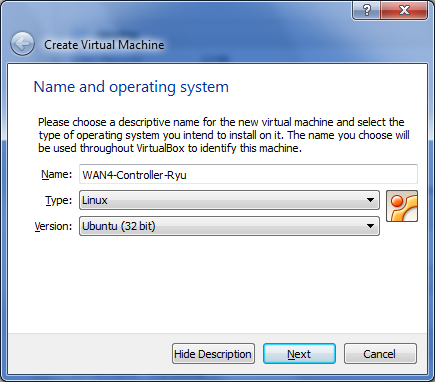 ?
Create Virtual Machine
Name and operating system
Please choose a descriptive name for the new virtual machine and select the
type of operating system you intend to install on it. The name you choose will
be used throughout VirtualBox to identify this machine.
Name: WAN4-Controller-Ryu
Type: Linux
Version: Ubuntu (32 bit)
Hide Description Next Cancel